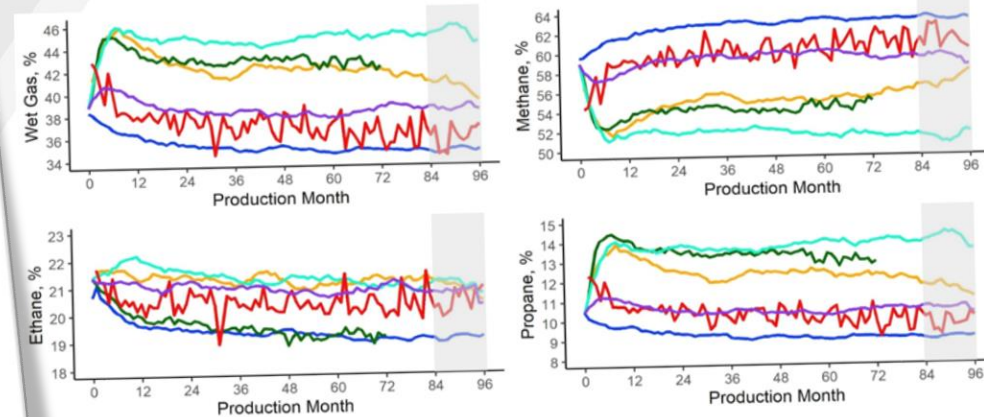 Wet Gas, %
46
44
42
40
38
36
34
0 12 24 36 48 60 72 84 96
Production Month
Methane, %
64
62
60
58
56
54
52
50
0 12 24 36 48 60 72 84 96
Production Month
Ethane, %
23
22
21
20
19
18
0 12 24 36 48 60 72 84 96
Production Month
Propane, %
15
14
13
12
11
10
9
8
0 12 24 36 48 60 72 84 96
Production Month